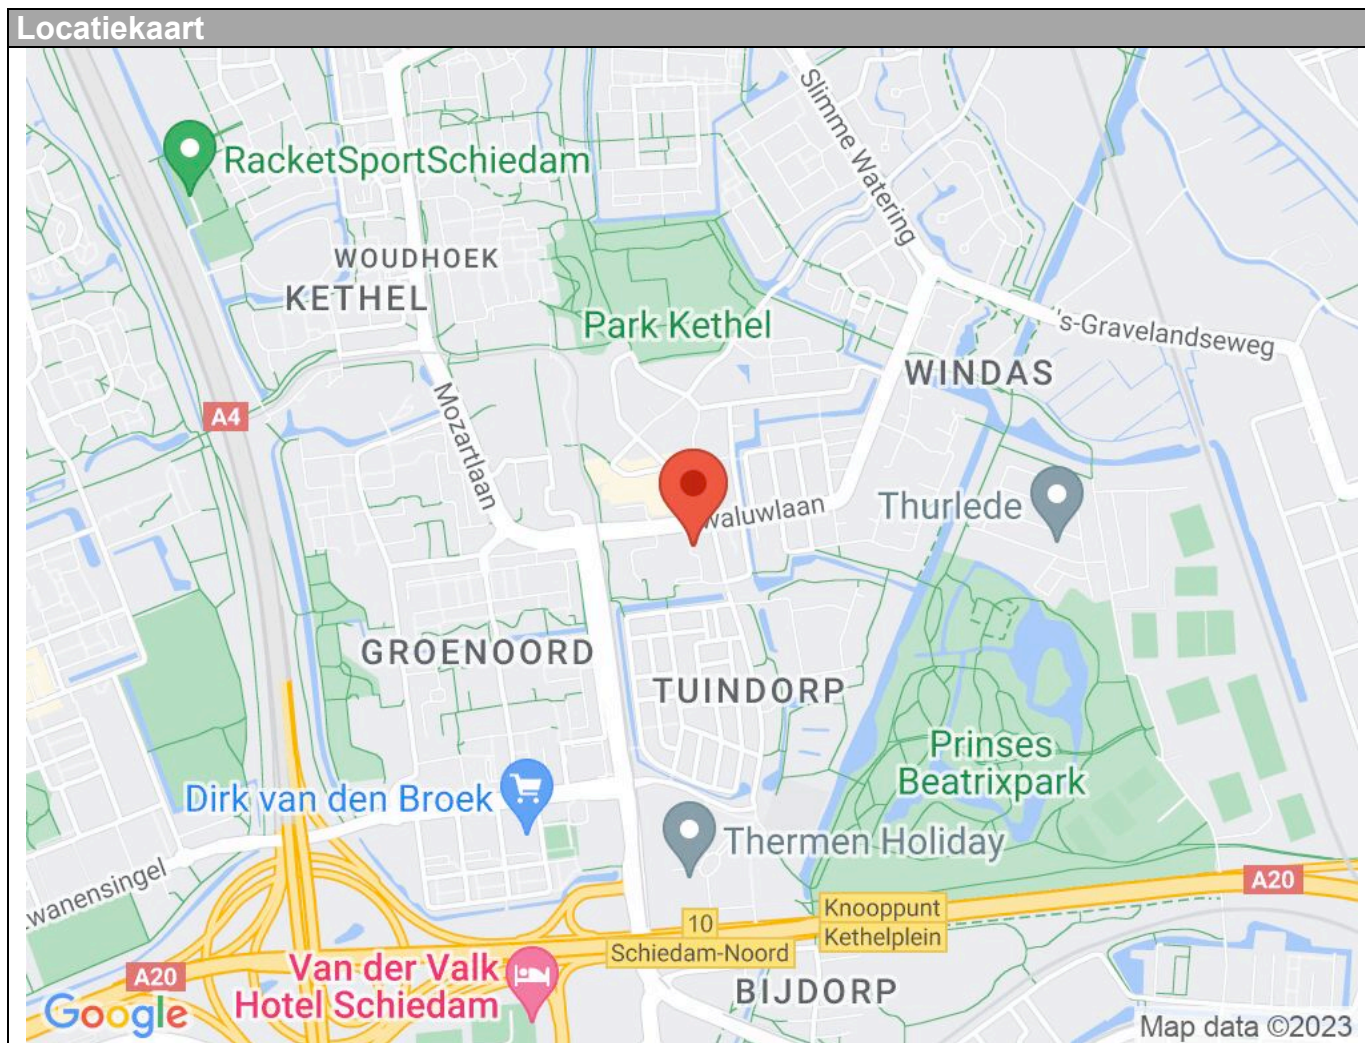 Locatiekaart
Slimme Watering
RacketSportSchiedam
WOUDHOEK
KETHEL
Park Kethel
's-Gravelandseweg
WINDAS
A4
Mozartlaan
waluwlaan
Thurlede
GROENOORD
TUINDORP
Prinses
Beatrixpark
Dirk van den Broek
Thermen Holiday
wanensingel
A20
Knooppunt
Kethelplein
10
Schiedam-Noord
A20
Van der Valk
Hotel Schiedam
BIJDORP
Google
Map data ©2023